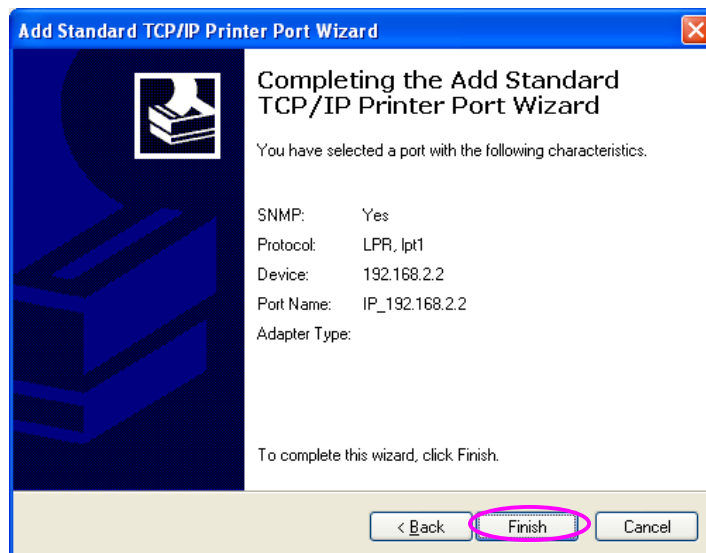 Add Standard TCP/IP Printer Port Wizard
Completing the Add Standard
TCP/IP Printer Port Wizard
You have selected a port with the following characteristics.
SNMP: Yes
Protocol: LPR, lpt1
Device: 192.168.2.2
Port Name: IP_192.168.2.2
Adapter Type:
To complete this wizard, click Finish.
< Back Finish Cancel